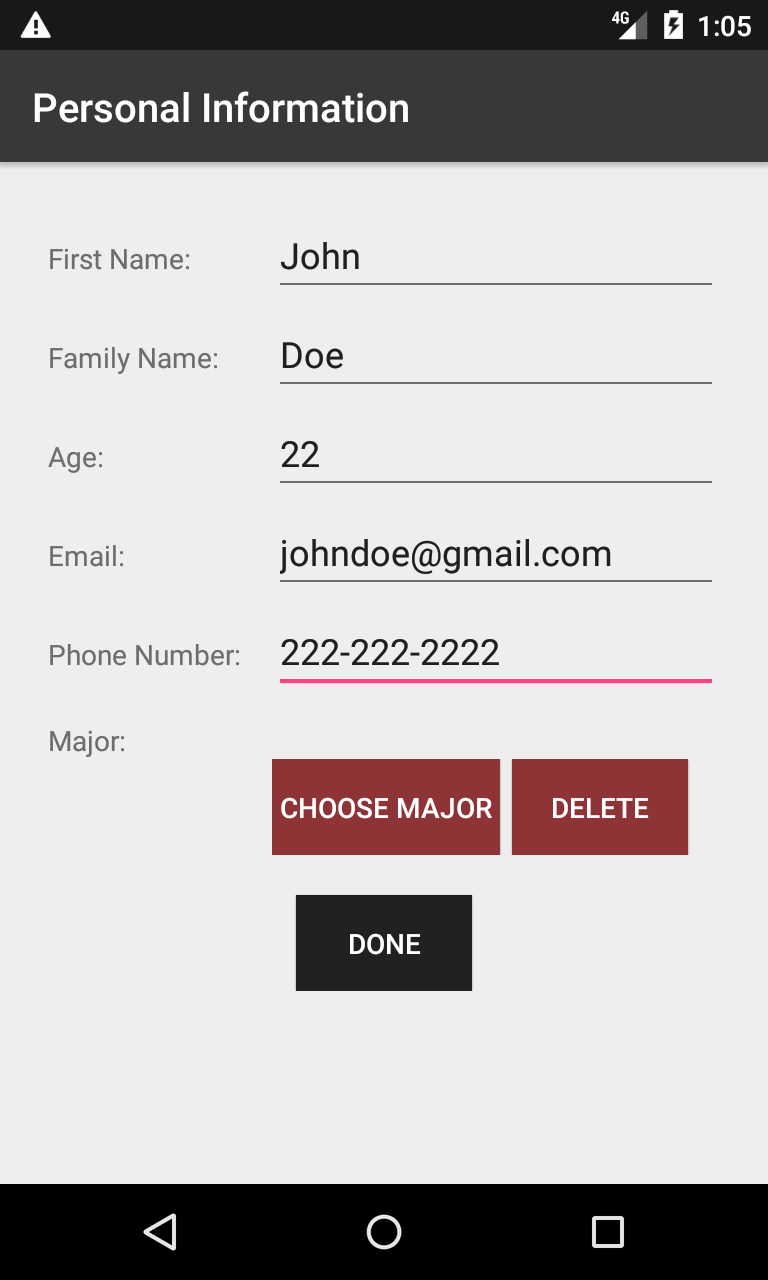 4G 1:05
Personal Information
First Name: John
Family Name: Doe
Age: 22
Email: johndoe@gmail.com
Phone Number: 222-222-2222
Major:
CHOOSE MAJOR DELETE
DONE